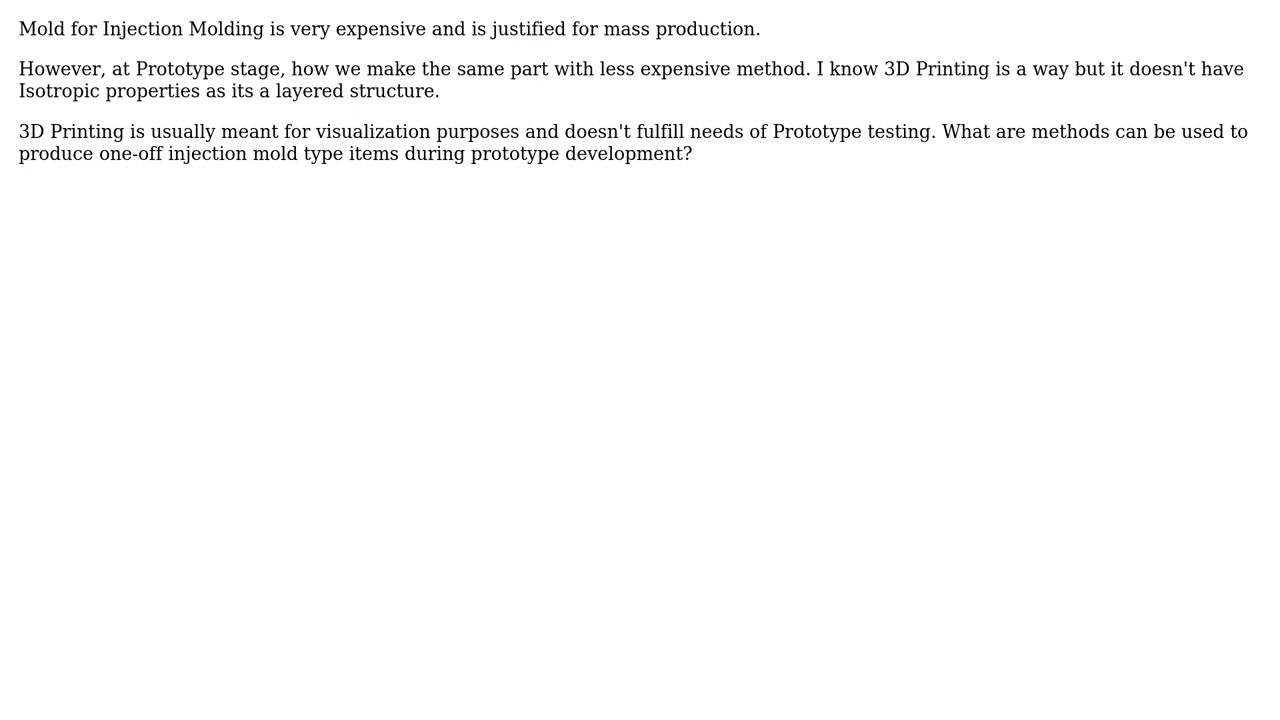 Mold for Injection Molding is very expensive and is justified for mass production.
However, at Prototype stage, how we make the same part with less expensive method. I know 3D Printing is a way but it doesn't have
Isotropic properties as its a layered structure.
3D Printing is usually meant for visualization purposes and doesn't fulfill needs of Prototype testing. What are methods can be used to
produce one-off injection mold type items during prototype development?